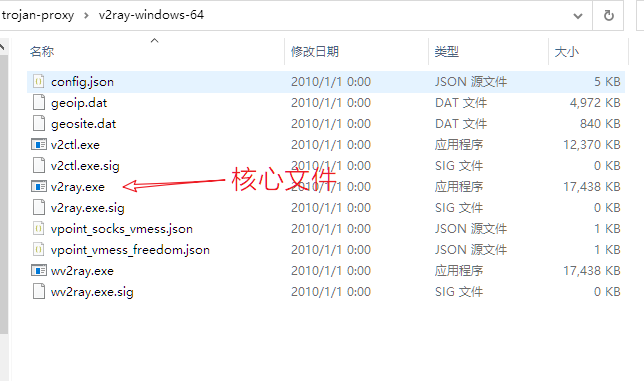 trojan-proxy > v2ray-windows-64
名称 修改日期 类型 大小
config.json 2010/1/1 0:00 JSON 源文件 5 KB
geoip.dat 2010/1/1 0:00 DAT 文件 4,972 KB
geosite.dat 2010/1/1 0:00 DAT 文件 840 KB
v2ctl.exe 2010/1/1 0:00 应用程序 12,370 KB
v2ctl.exe.sig 2010/1/1 0:00 SIG 文件 0 KB
v2ray.exe 核心文件 2010/1/1 0:00 应用程序 17,438 KB
v2ray.exe.sig 2010/1/1 0:00 SIG 文件 0 KB
vpoint_socks_vmess.json 2010/1/1 0:00 JSON 源文件 1 KB
vpoint_vmess_freedom.json 2010/1/1 0:00 JSON 源文件 1 KB
wv2ray.exe 2010/1/1 0:00 应用程序 17,438 KB
wv2ray.exe.sig 2010/1/1 0:00 SIG 文件 0 KB